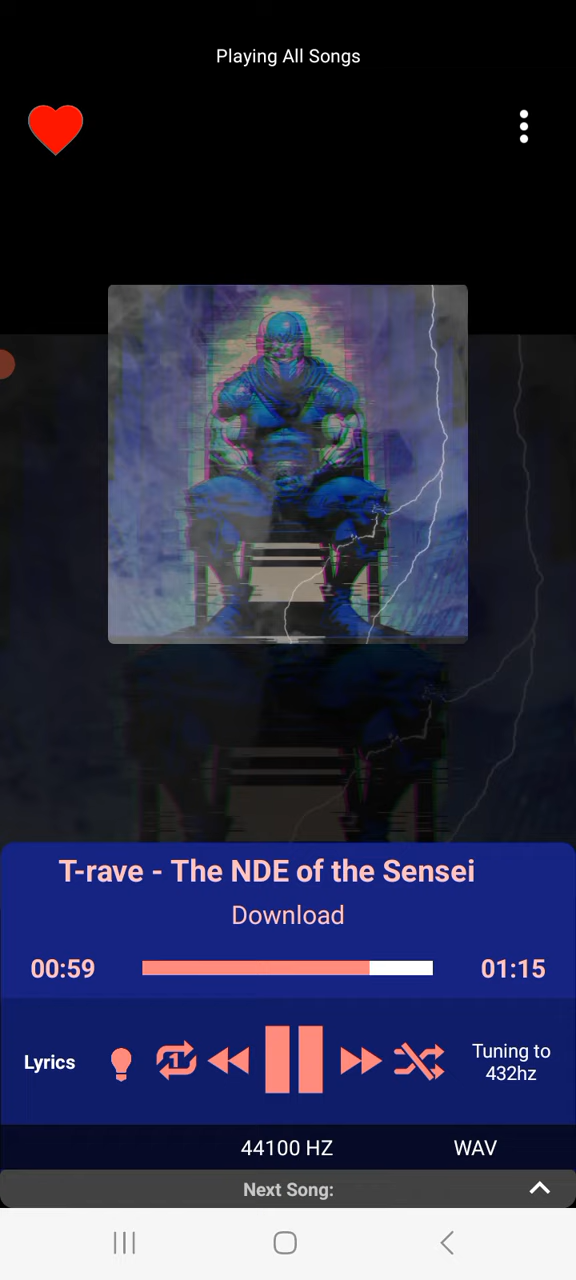 Playing All Songs
T-rave - The NDE of the Sensei
Download
00:59
01:15
Lyrics
1
Tuning to
432hz
44100 HZ
WAV
Next Song: